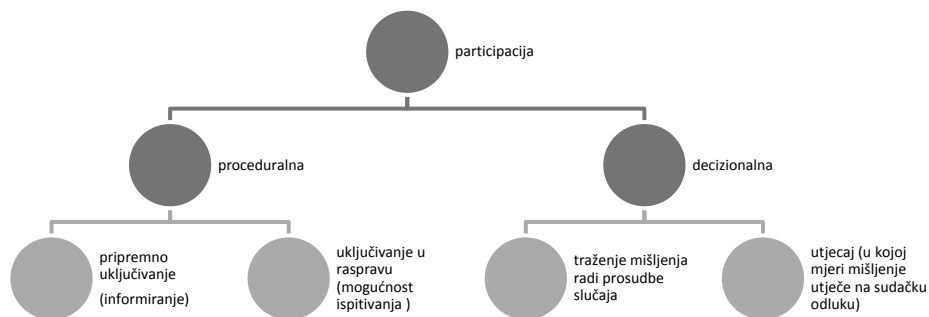 participacija
proceduralna
decizionalna
pripremno
uključivanje
(informiranje)
uključivanje u
raspravu
(mogućnost
ispitivanja )
traženje mišljenja
radi prosudbe
slučaja
utjecaj (u kojoj
mjeri mišljenje
utječe na sudačku
odluku)